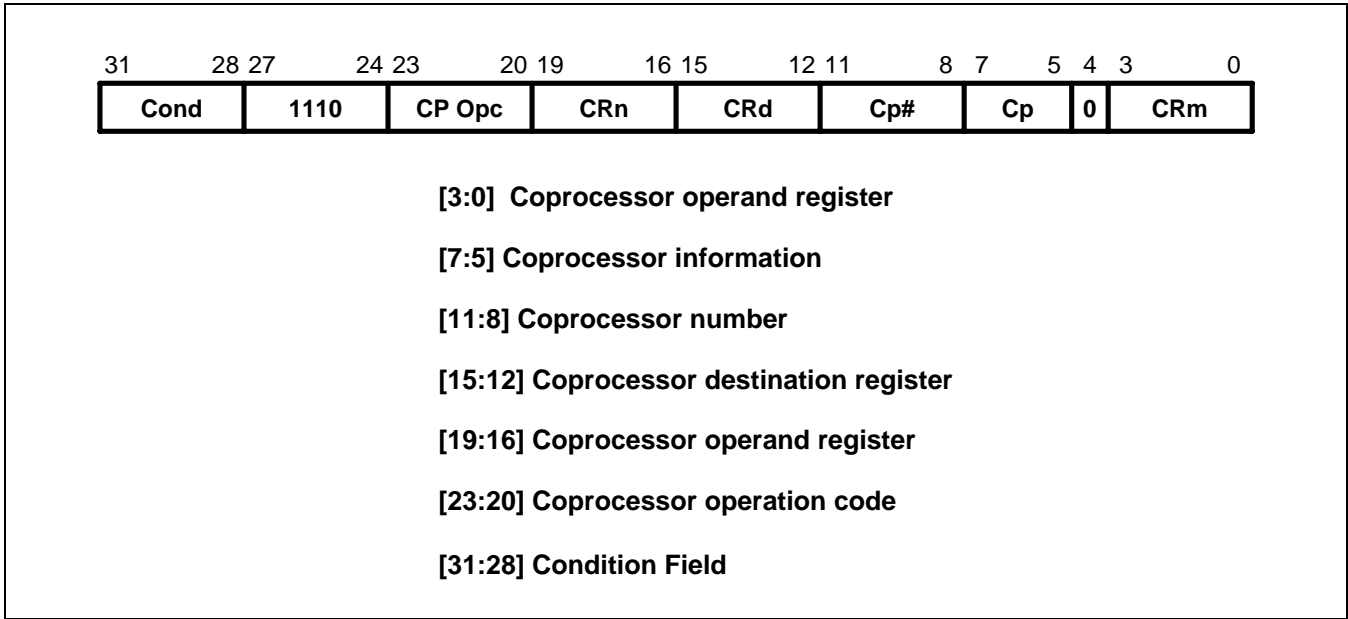 31 28 27 24 23 20 19 16 15 12 11 8 7 5 4 3 0
Cond 1110 CP Opc CRn CRd Cp# Cp 0 CRm
[3:0] Coprocessor operand register
[7:5] Coprocessor information
[11:8] Coprocessor number
[15:12] Coprocessor destination register
[19:16] Coprocessor operand register
[23:20] Coprocessor operation code
[31:28] Condition Field